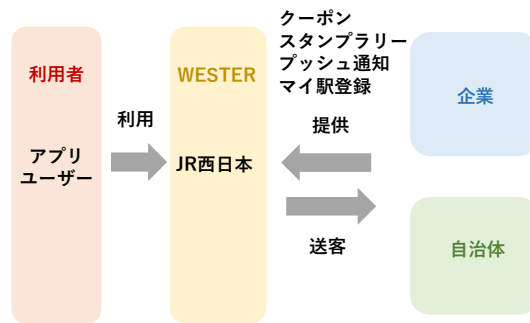 クーポン
スタンプラリー
プッシュ通知
マイ駅登録
利用者
WESTER
企業
利用
提供
アプリ
ユーザー
JR西日本
送客
自治体